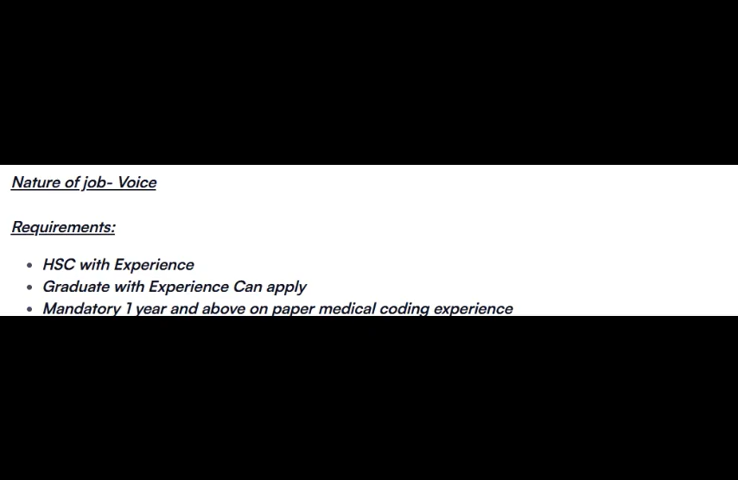 Nature of job- Voice
Requirements:
HSC with Experience
Graduate with Experience Can apply
Mandatory 1 year and above on paper medical coding experience